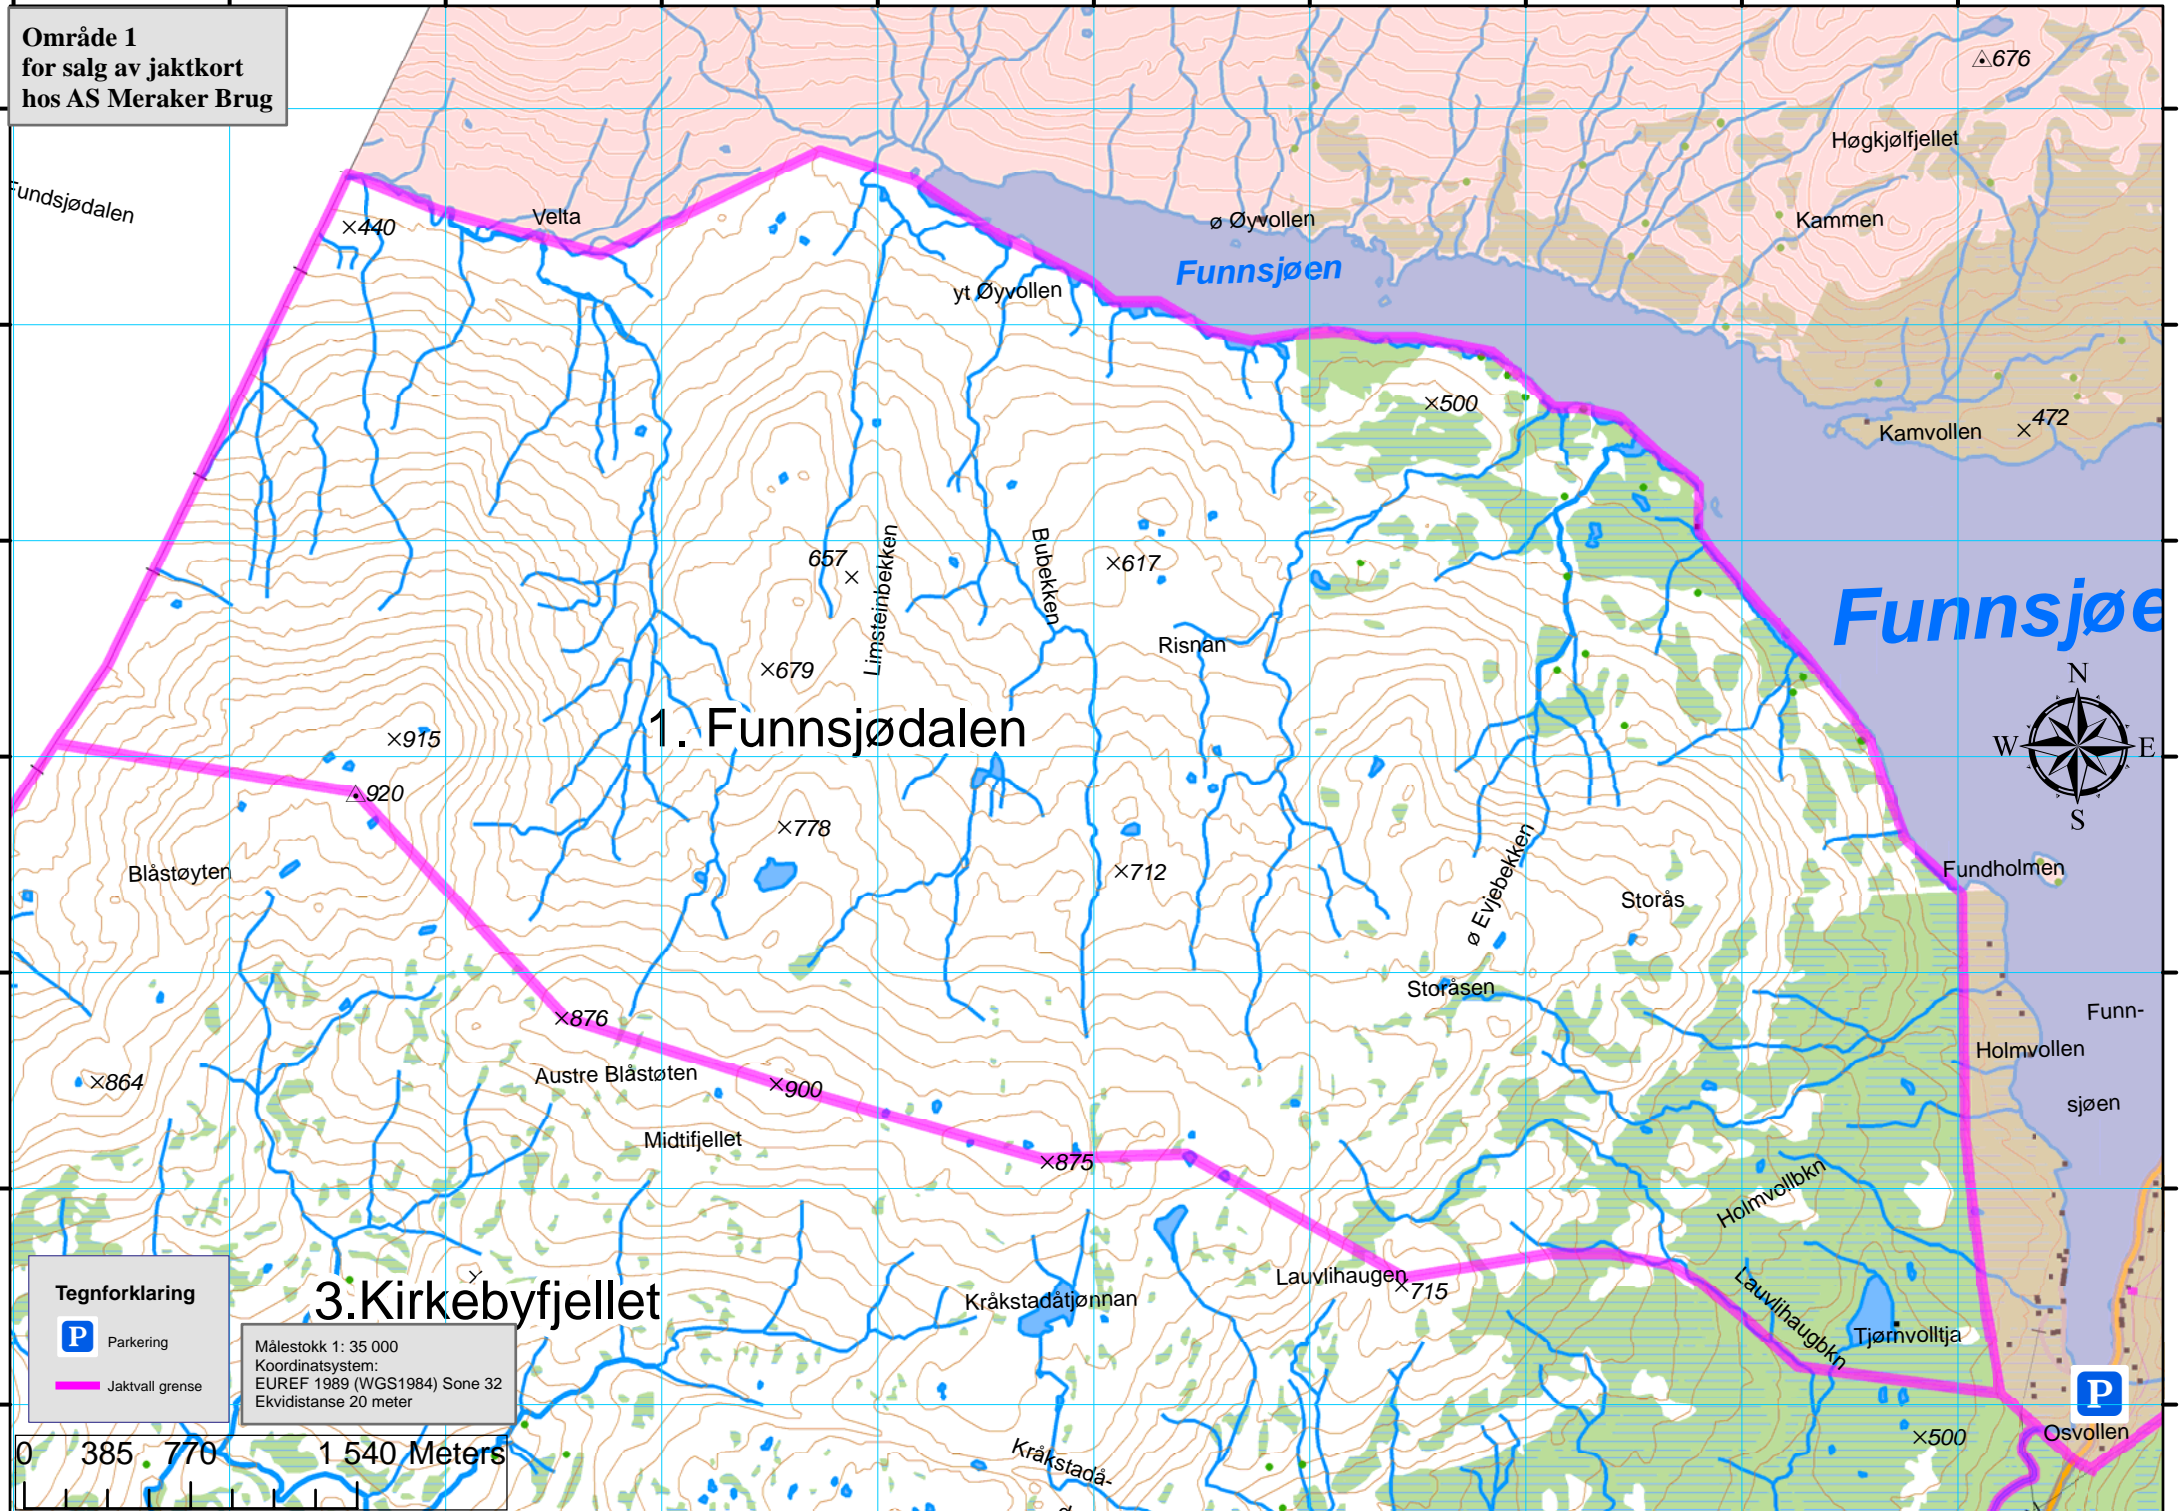 Område 1
for salg av jaktkort
hos AS Meraker Brug
676
Høgkjølfjellet
Fundsjødalen
440
Velta
ø Øyvollen
Kammen
Funnsjøen
yt Øyvollen
500
Kamvollen
472
657
Limsteinbekken
Bubekken
617
Funnsjøe
Risnan
679
N
W
E
S
1. Funnsjødalen
915
920
778
712
Blåstøyten
ø Evjebekken
Storås
Fundholmen
Storåsen
876
Funn-
sjøen
Holmvollen
864
Austre Blåstøten
900
Midtifjellet
875
Holmvollbkn
Lauvlihaugen
715
Lauvlihaugbkn
Tjørnvolltja
Kråkstadåtjønnan
3.Kirkebyfjellet
Tegnforklaring
P
Parkering
Jaktvall grense
Målestokk 1: 35 000
Koordinatsystem:
EUREF 1989 (WGS1984) Sone 32
Ekvidistanse 20 meter
0 385 770 1 540 Meters
Kråkstadå-
500
P
Osvollen